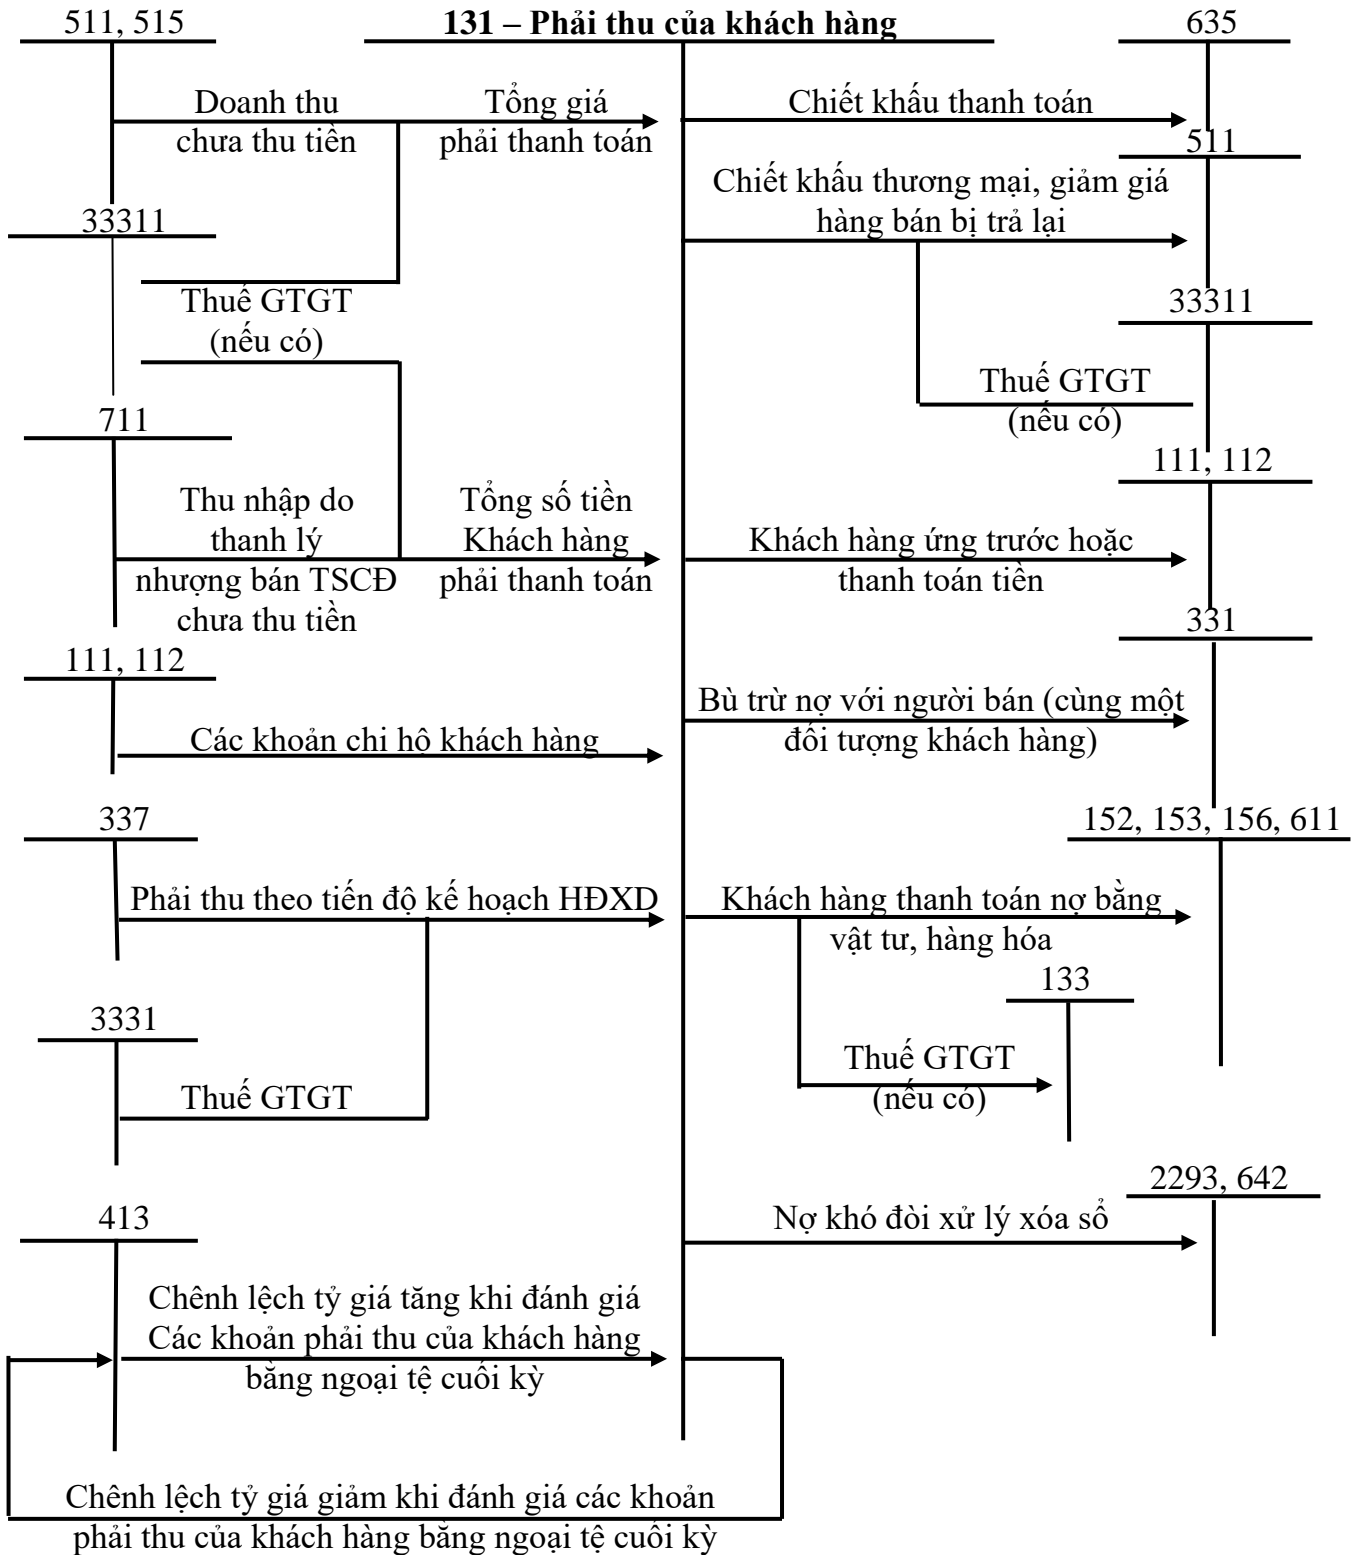 511, 515
131 – Phải thu của khách hàng
635
Doanh thu
chưa thu tiền
Tổng giá
phải thanh toán
Chiết khấu thanh toán
511
Chiết khấu thương mại, giảm giá
hàng bán bị trả lại
33311
Thuế GTGT
(nếu có)
33311
Thuế GTGT
(nếu có)
711
111, 112
Thu nhập do
thanh lý
nhượng bán TSCĐ
chưa thu tiền
Tổng số tiền
Khách hàng
phải thanh toán
Khách hàng ứng trước hoặc
thanh toán tiền
331
111, 112
Các khoản chi hộ khách hàng
Bù trừ nợ với người bán (cùng một
đối tượng khách hàng)
337
152, 153, 156, 611
Phải thu theo tiến độ kế hoạch HĐXD
Khách hàng thanh toán nợ bằng
vật tư, hàng hóa
133
3331
Thuế GTGT
Thuế GTGT
(nếu có)
2293, 642
413
Nợ khó đòi xử lý xóa sổ
Chênh lệch tỷ giá tăng khi đánh giá
Các khoản phải thu của khách hàng
bằng ngoại tệ cuối kỳ
Chênh lệch tỷ giá giảm khi đánh giá các khoản
phải thu của khách hàng bằng ngoại tệ cuối kỳ